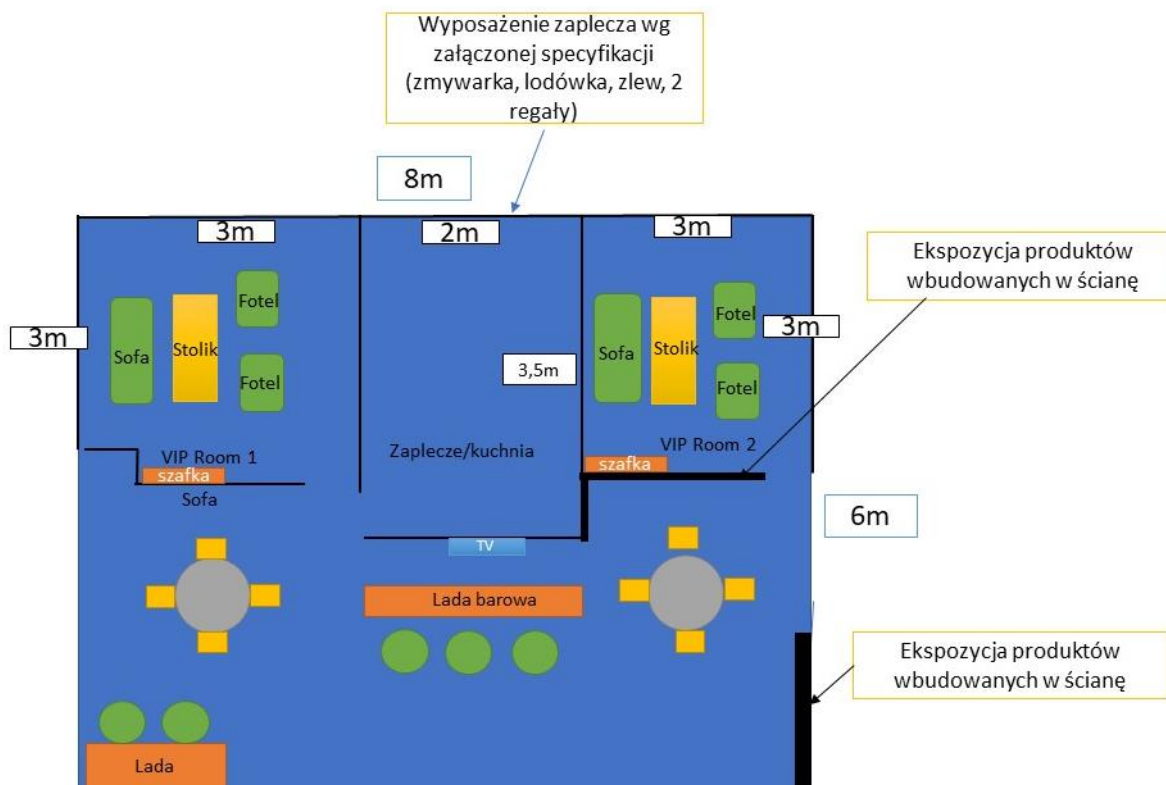 Wyposażenie zaplecza wg
załączonej specyfikacji
(zmywarka, lodówka, zlew, 2
regały)
8m
3m
2m
3m
Ekspozycja produktów
wbudowanych w ścianę
Fotel
Fotel
3m
Sofa
Stolik
Sofa
Stolik
3m
Fotel
3,5m
Fotel
VIP Room 1
Zaplecze/kuchnia
VIP Room 2
szafka
szafka
Sofa
6m
TV
Lada barowa
Ekspozycja produktów
wbudowanych w ścianę
Lada